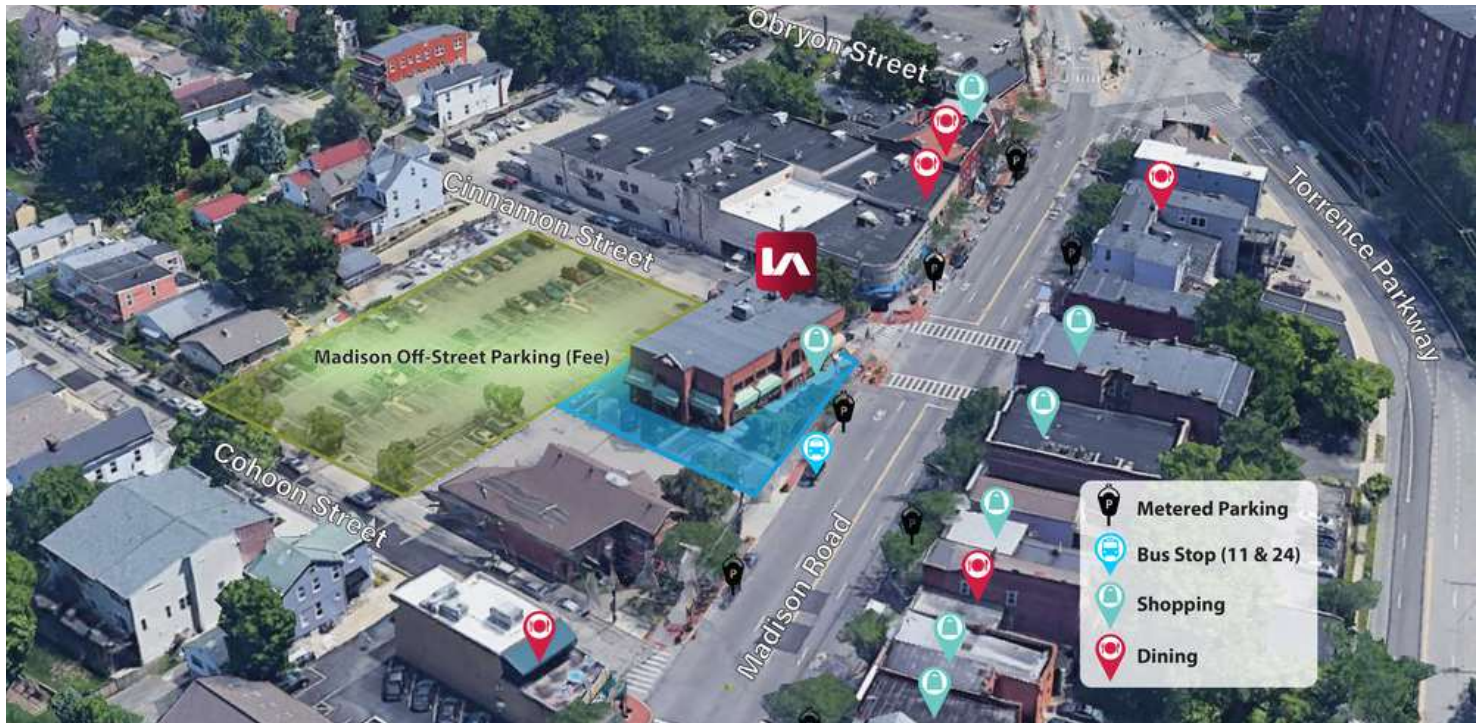 Obryon Street
Cinnamon Street
Torrence Parkway
Madison Off-Street Parking (Fee)
Cohoon Street
Madison Road
P
P
P
P
P
P
P
Metered Parking
Bus Stop (11 & 24)
Shopping
Dining